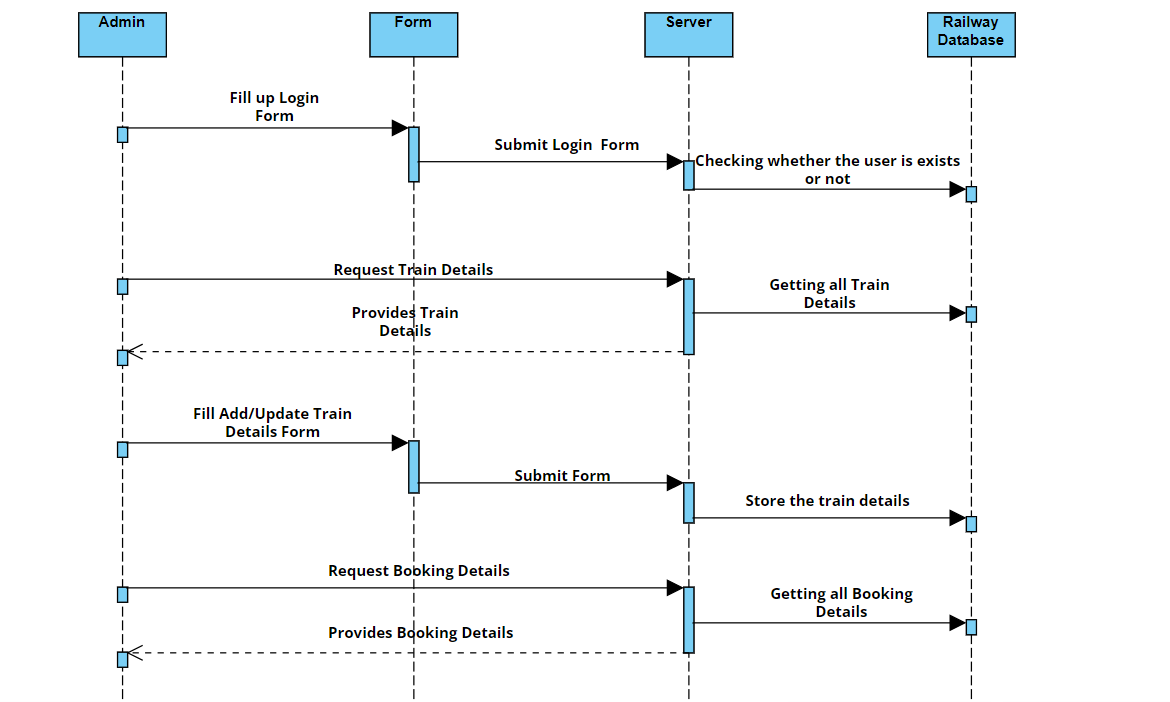 Admin
Form
Server
Railway
Database
Fill up Login
Form
Submit Login  Form
Checking whether the user is exists
or not
Request Train Details
Getting all Train
Details
Provides Train
Details
Fill Add/Update Train
Details Form
Submit Form
Store the train details
Request Booking Details
Getting all Booking
Details
Provides Booking Details